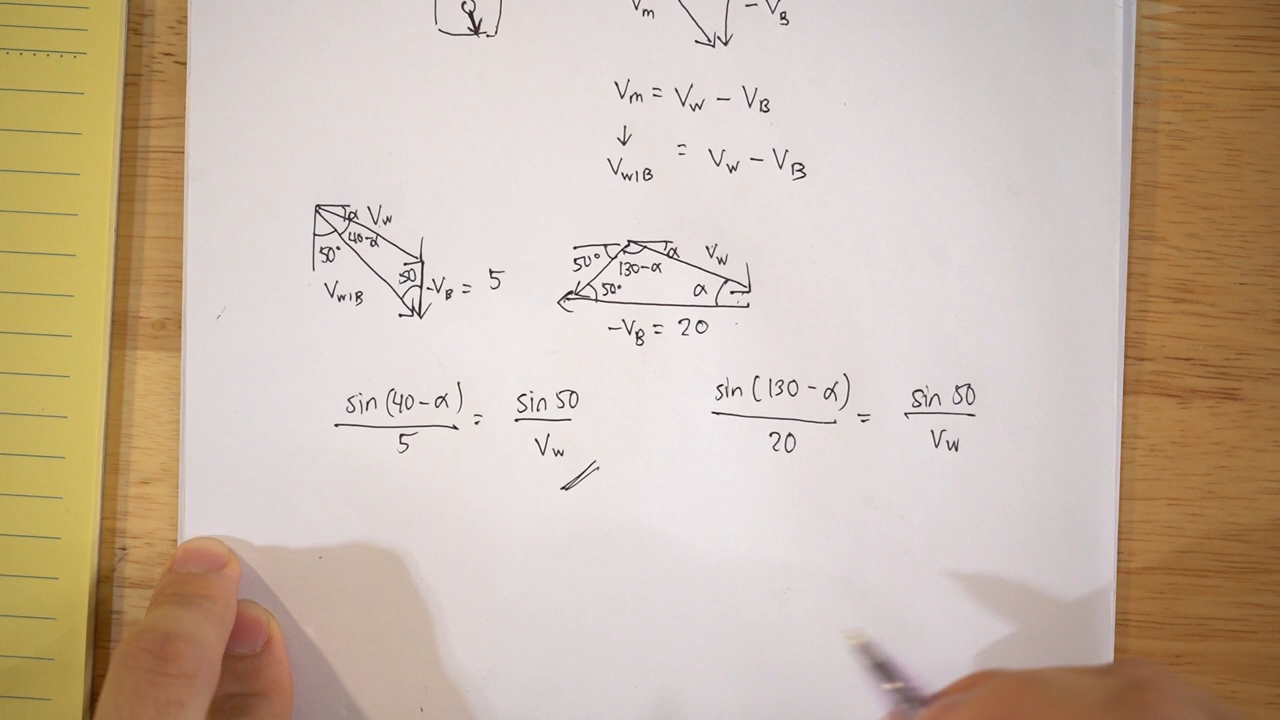 Vm - VB
Vm = VW - VB
↓
VW/B = VW - VB
α VW
40-α
50°
50
VW/B -VB = 5
50° α VW
130-α
50° α
-VB = 20
sin(40-α)/5 = sin 50/VW
sin(130-α)/20 = sin 50/VW